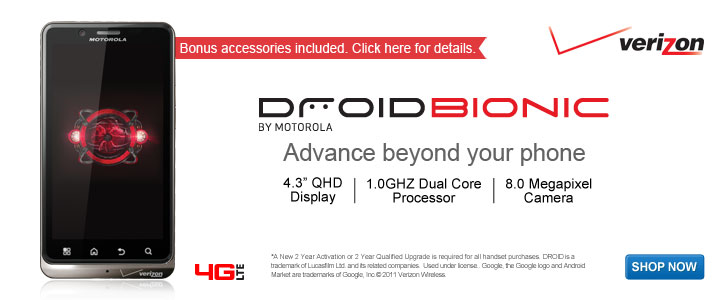 MOTOROLA
verizon
Bonus accessories included. Click here for details.
verizon
DROID BIONIC
BY MOTOROLA
Advance beyond your phone
4.3” QHD
Display
1.0GHZ Dual Core
Processor
8.0 Megapixel
Camera
4G LTE
*A New 2 Year Activation or 2 Year Qualified Upgrade is required for all handset purchases. DROID is a
trademark of Lucasfilm Ltd. and its related companies. Used under license. Google, the Google logo and Android
Market are trademarks of Google, Inc.© 2011 Verizon Wireless.
SHOP NOW